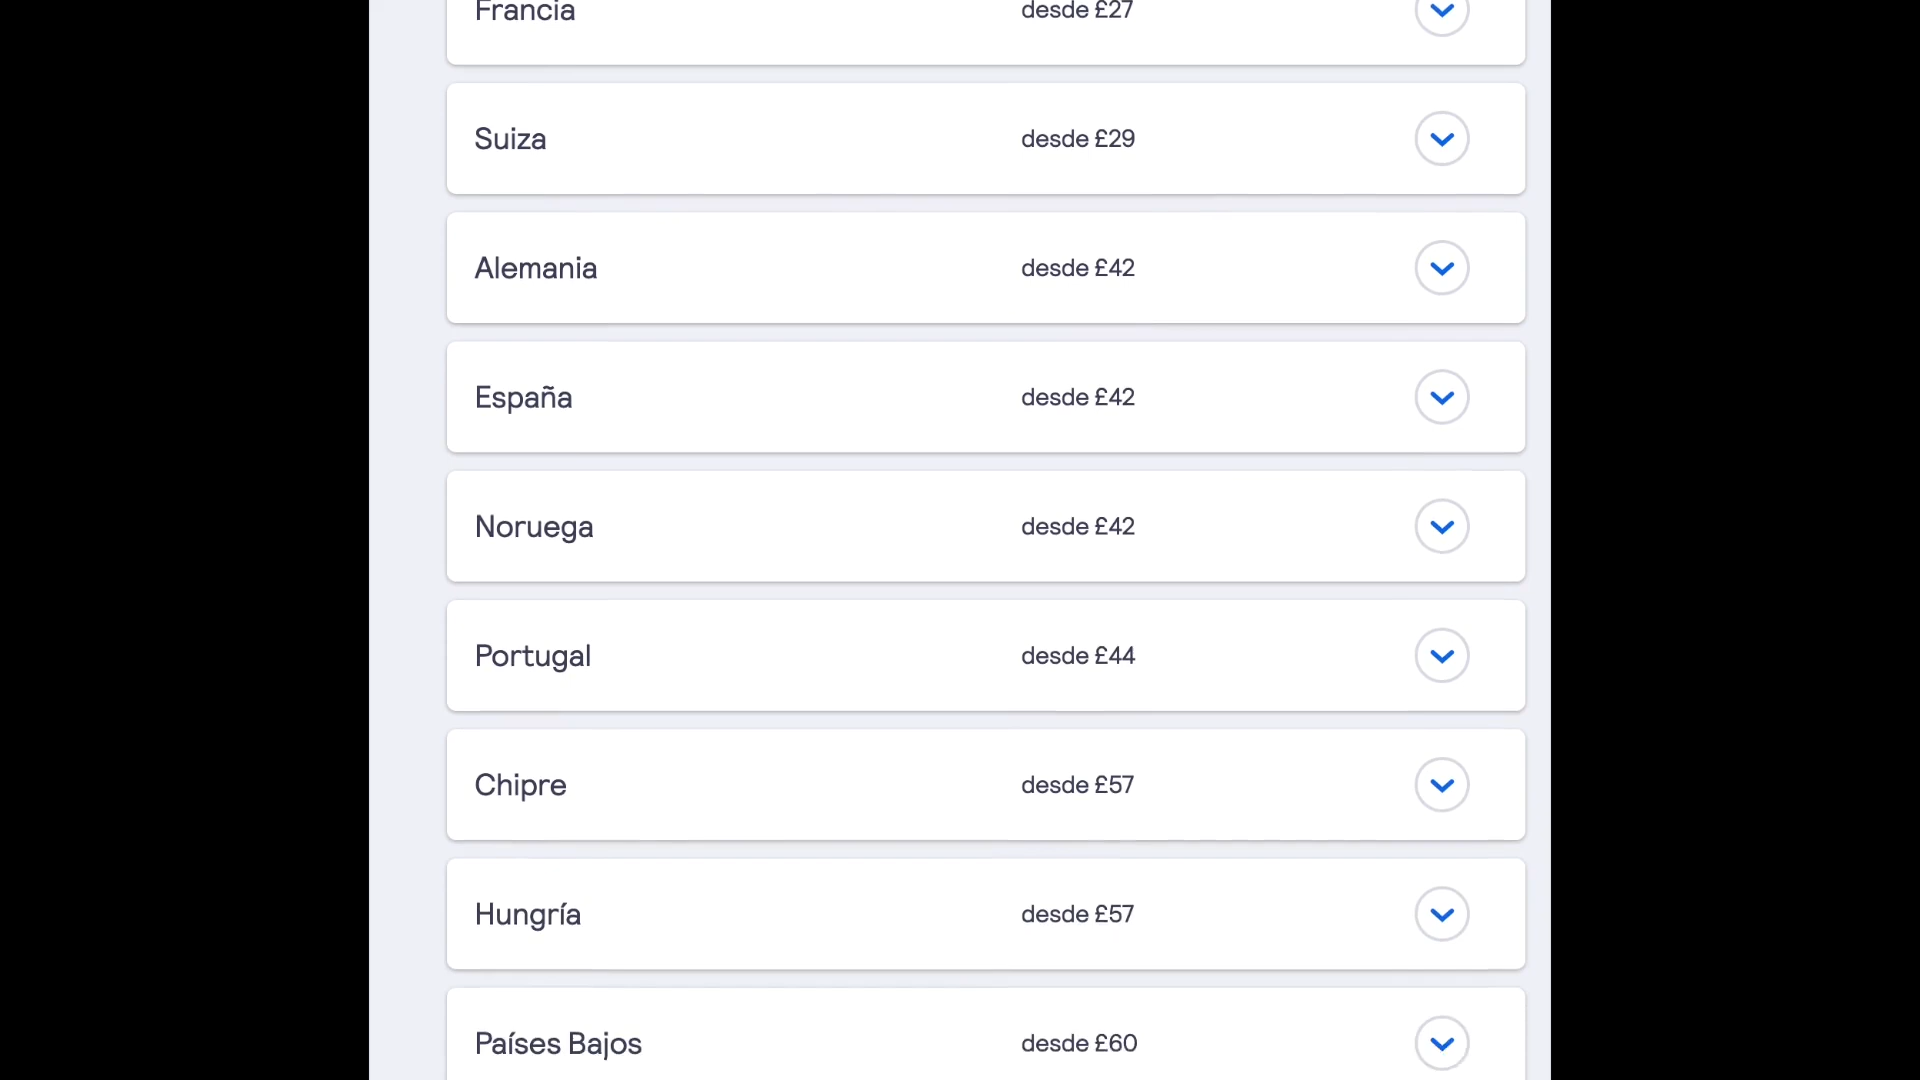 Francia desde £27
Suiza desde £29
Alemania desde £42
España desde £42
Noruega desde £42
Portugal desde £44
Chipre desde £57
Hungría desde £57
Países Bajos desde £60